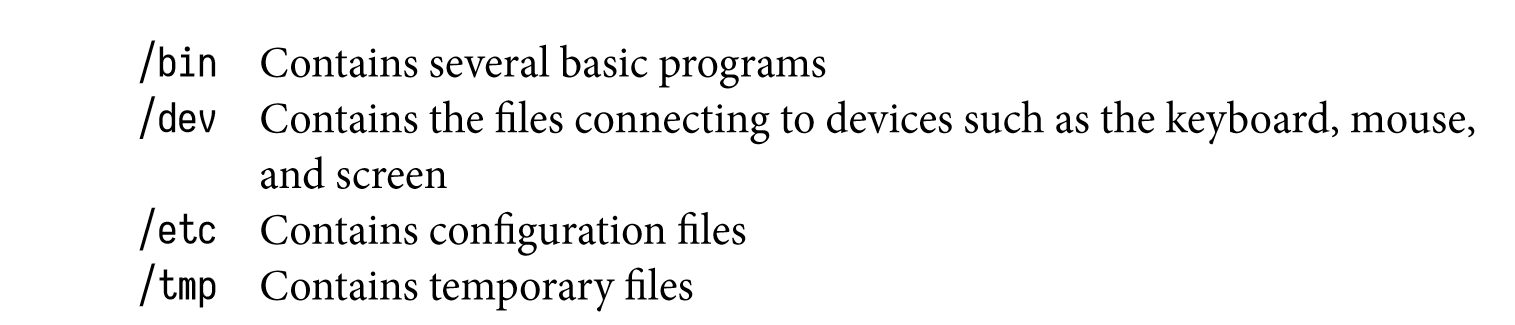 /bin Contains several basic programs
/dev Contains the files connecting to devices such as the keyboard, mouse,
and screen
/etc Contains configuration files
/tmp Contains temporary files